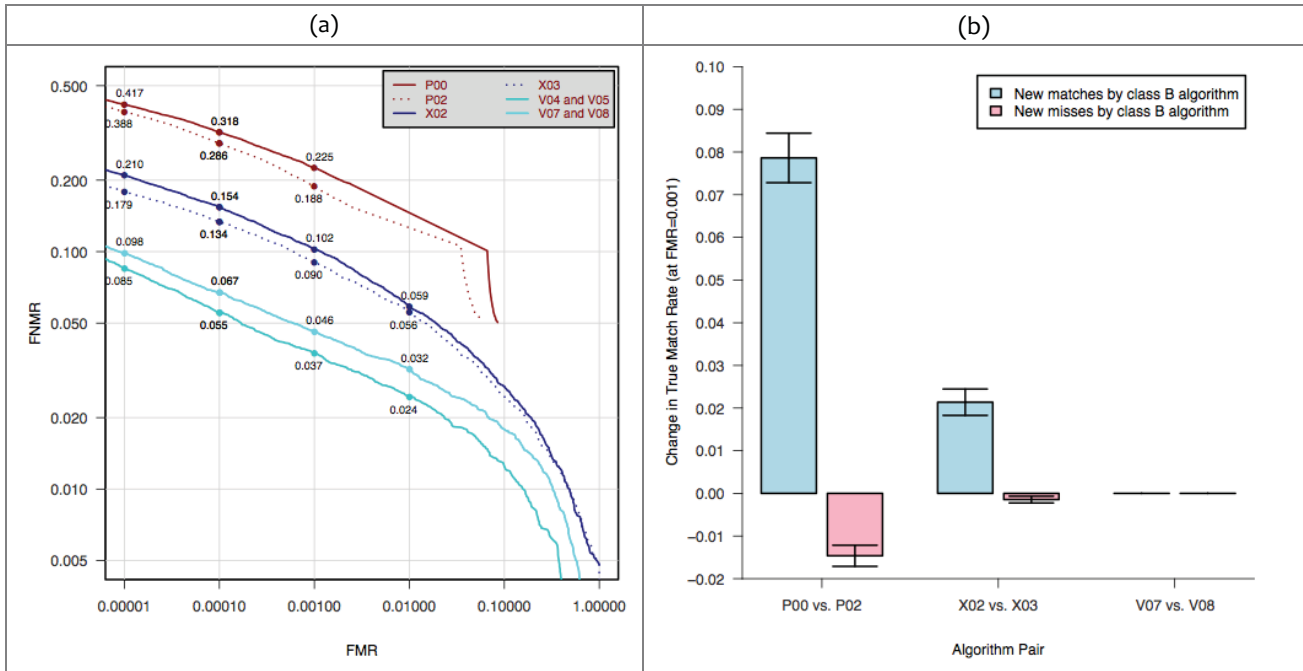 (a)
(b)
P00
P02
X02
X03
V04 and V05
V07 and V08
0.500
0.200
0.100
0.050
0.020
0.010
0.005
FNMR
0.417
0.388
0.318
0.286
0.225
0.188
0.210
0.179
0.154
0.134
0.102
0.090
0.059
0.056
0.098
0.085
0.067
0.055
0.046
0.037
0.032
0.024
0.00001
0.00010
0.00100
0.01000
0.10000
1.00000
FMR
New matches by class B algorithm
New misses by class B algorithm
0.10
0.09
0.08
0.07
0.06
0.05
0.04
0.03
0.02
0.01
0.00
−0.01
−0.02
Change in True Match Rate (at FMR=0.001)
P00 vs. P02
X02 vs. X03
V07 vs. V08
Algorithm Pair